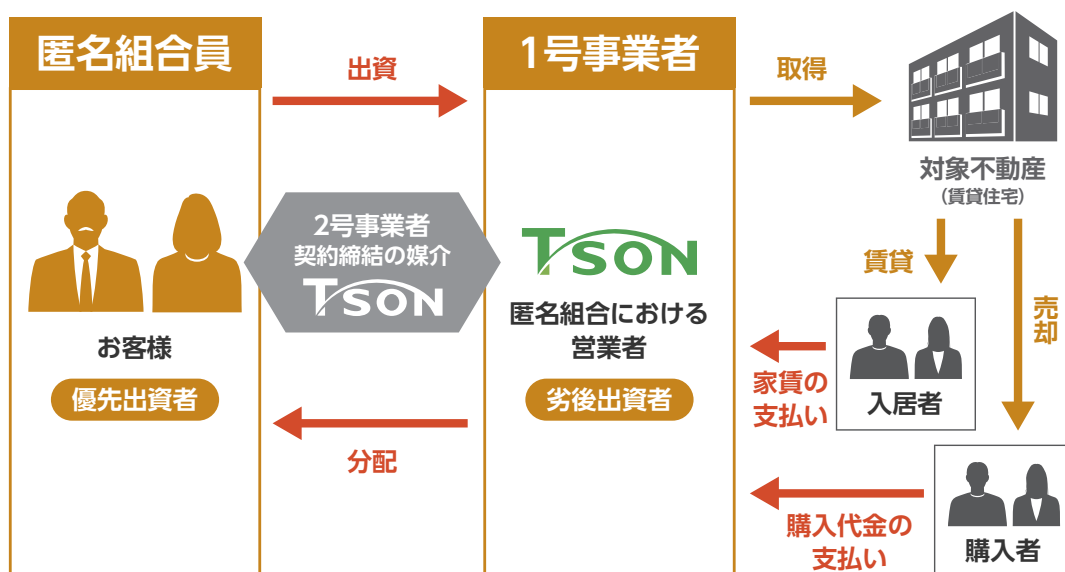 匿名組合員
出資
1号事業者
取得
対象不動産
(賃貸住宅)
2号事業者
契約締結の媒介
TSON
TSON
匿名組合における
営業者
お客様
優先出資者
劣後出資者
分配
賃貸
売却
入居者
家賃の
支払い
購入者
購入代金の
支払い